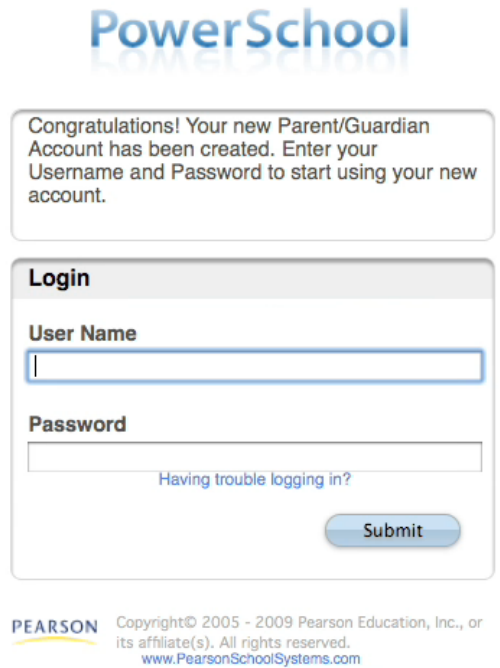 PowerSchool
Congratulations! Your new Parent/Guardian
Account has been created. Enter your
Username and Password to start using your new
account.
Login
User Name
Password
Having trouble logging in?
Submit
PEARSON
Copyright© 2005 - 2009 Pearson Education, Inc., or
its affiliate(s). All rights reserved.
www.PearsonSchoolSystems.com